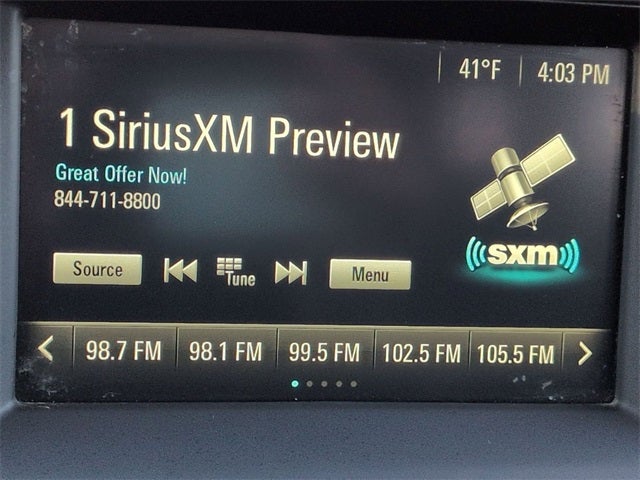 41°F 4:03 PM
1 SiriusXM Preview
Great Offer Now!
844-711-8800
sxm
Source Tune Menu
98.7 FM 98.1 FM 99.5 FM 102.5 FM 105.5 FM